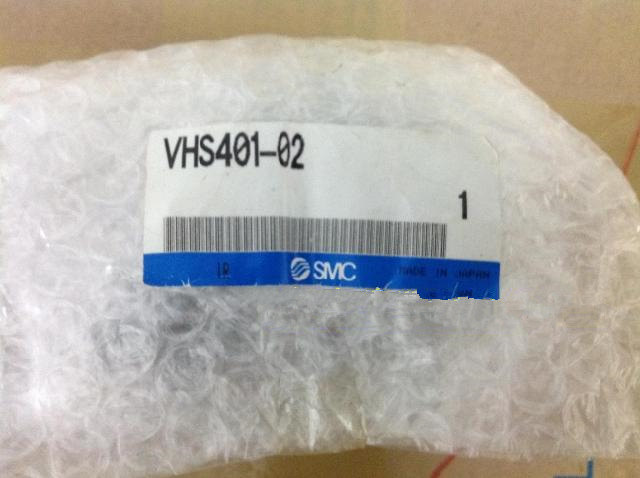 VHS401-02
1
IR SMC MADE IN JAPAN